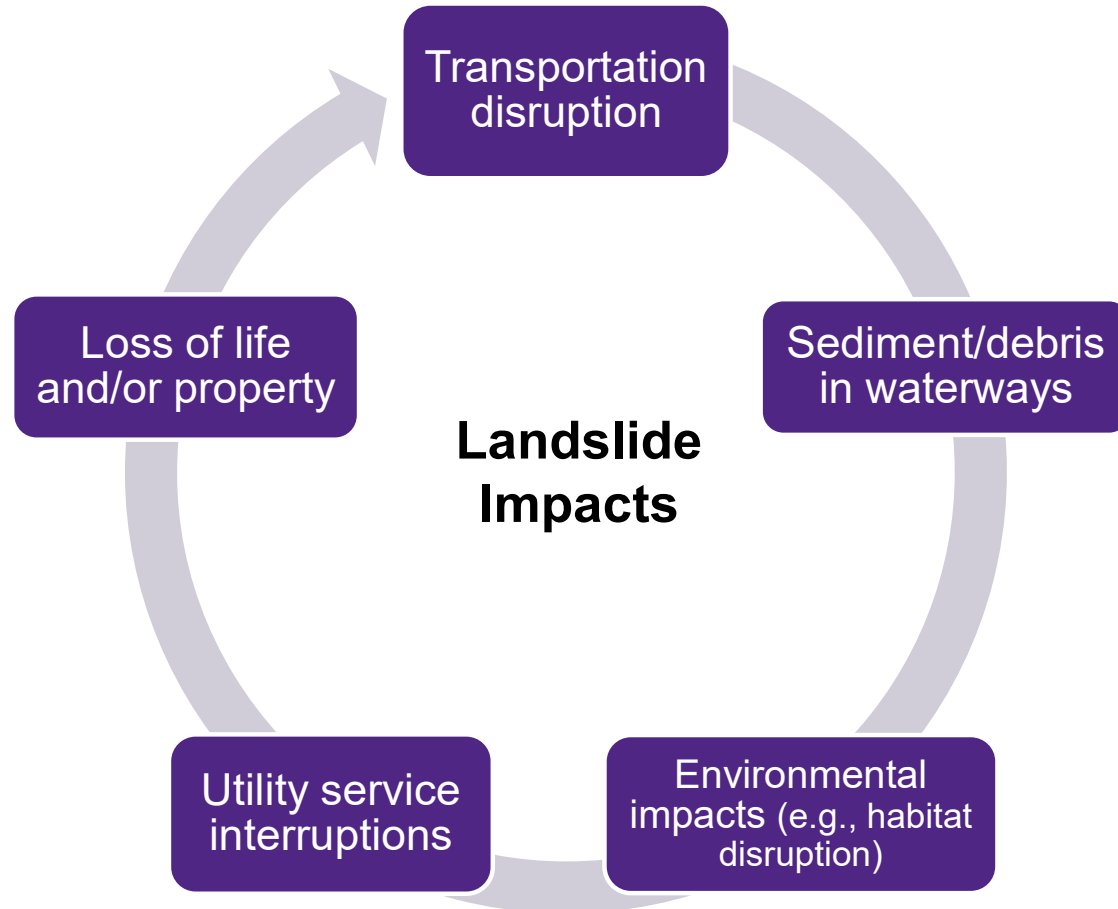 Transportation
disruption
Sediment/debris
in waterways
Environmental
impacts (e.g., habitat
disruption)
Utility service
interruptions
Loss of life
and/or property
Landslide
Impacts